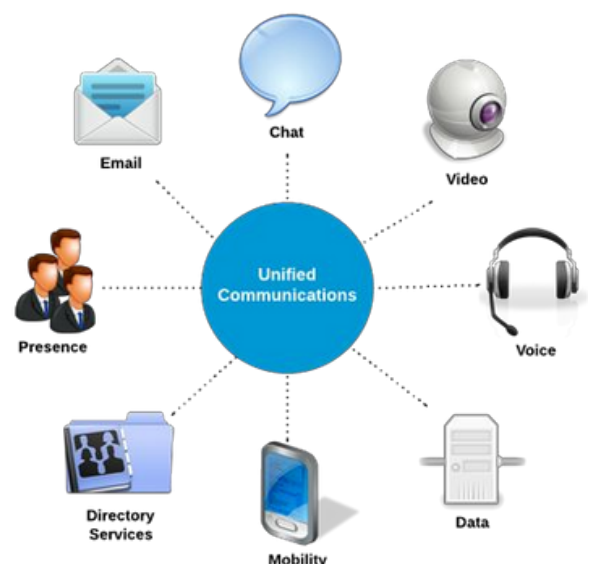 Chat
Email
Video
Unified
Communications
Presence
Voice
Directory
Services
Data
Mobility